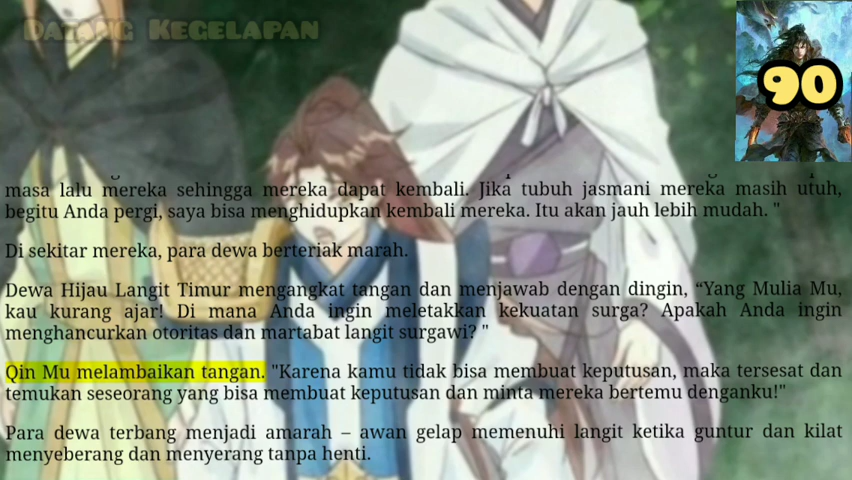 Datang Kegelapan
90
masa lalu mereka sehingga mereka dapat kembali. Jika tubuh jasmani mereka masih utuh,
begitu Anda pergi, saya bisa menghidupkan kembali mereka. Itu akan jauh lebih mudah. "
Di sekitar mereka, para dewa berteriak marah.
Dewa Hijau Langit Timur mengangkat tangan dan menjawab dengan dingin, “Yang Mulia Mu,
kau kurang ajar! Di mana Anda ingin meletakkan kekuatan surga? Apakah Anda ingin
menghancurkan otoritas dan martabat langit surgawi? "
Qin Mu melambaikan tangan. "Karena kamu tidak bisa membuat keputusan, maka tersesat dan
temukan seseorang yang bisa membuat keputusan dan minta mereka bertemu denganku!"
Para dewa terbang menjadi amarah – awan gelap memenuhi langit ketika guntur dan kilat
menyeberang dan menyerang tanpa henti.